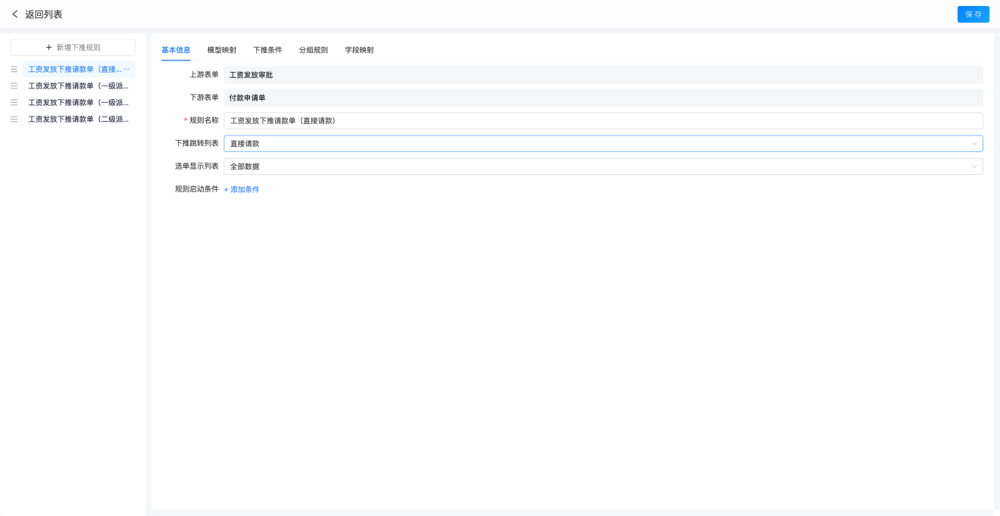 返回列表
保 存
+ 新增下推规则
工资发放下推请款单（直接... ···
工资发放下推请款单（一级派...
工资发放下推请款单（一级派...
工资发放下推请款单（二级派...
基本信息 模型映射 下推条件 分组规则 字段映射
上游表单 工资发放审批
下游表单 付款申请单
* 规则名称 工资发放下推请款单（直接请款）
下推跳转列表 直接请款
选单显示列表 全部数据
规则启动条件 + 添加条件